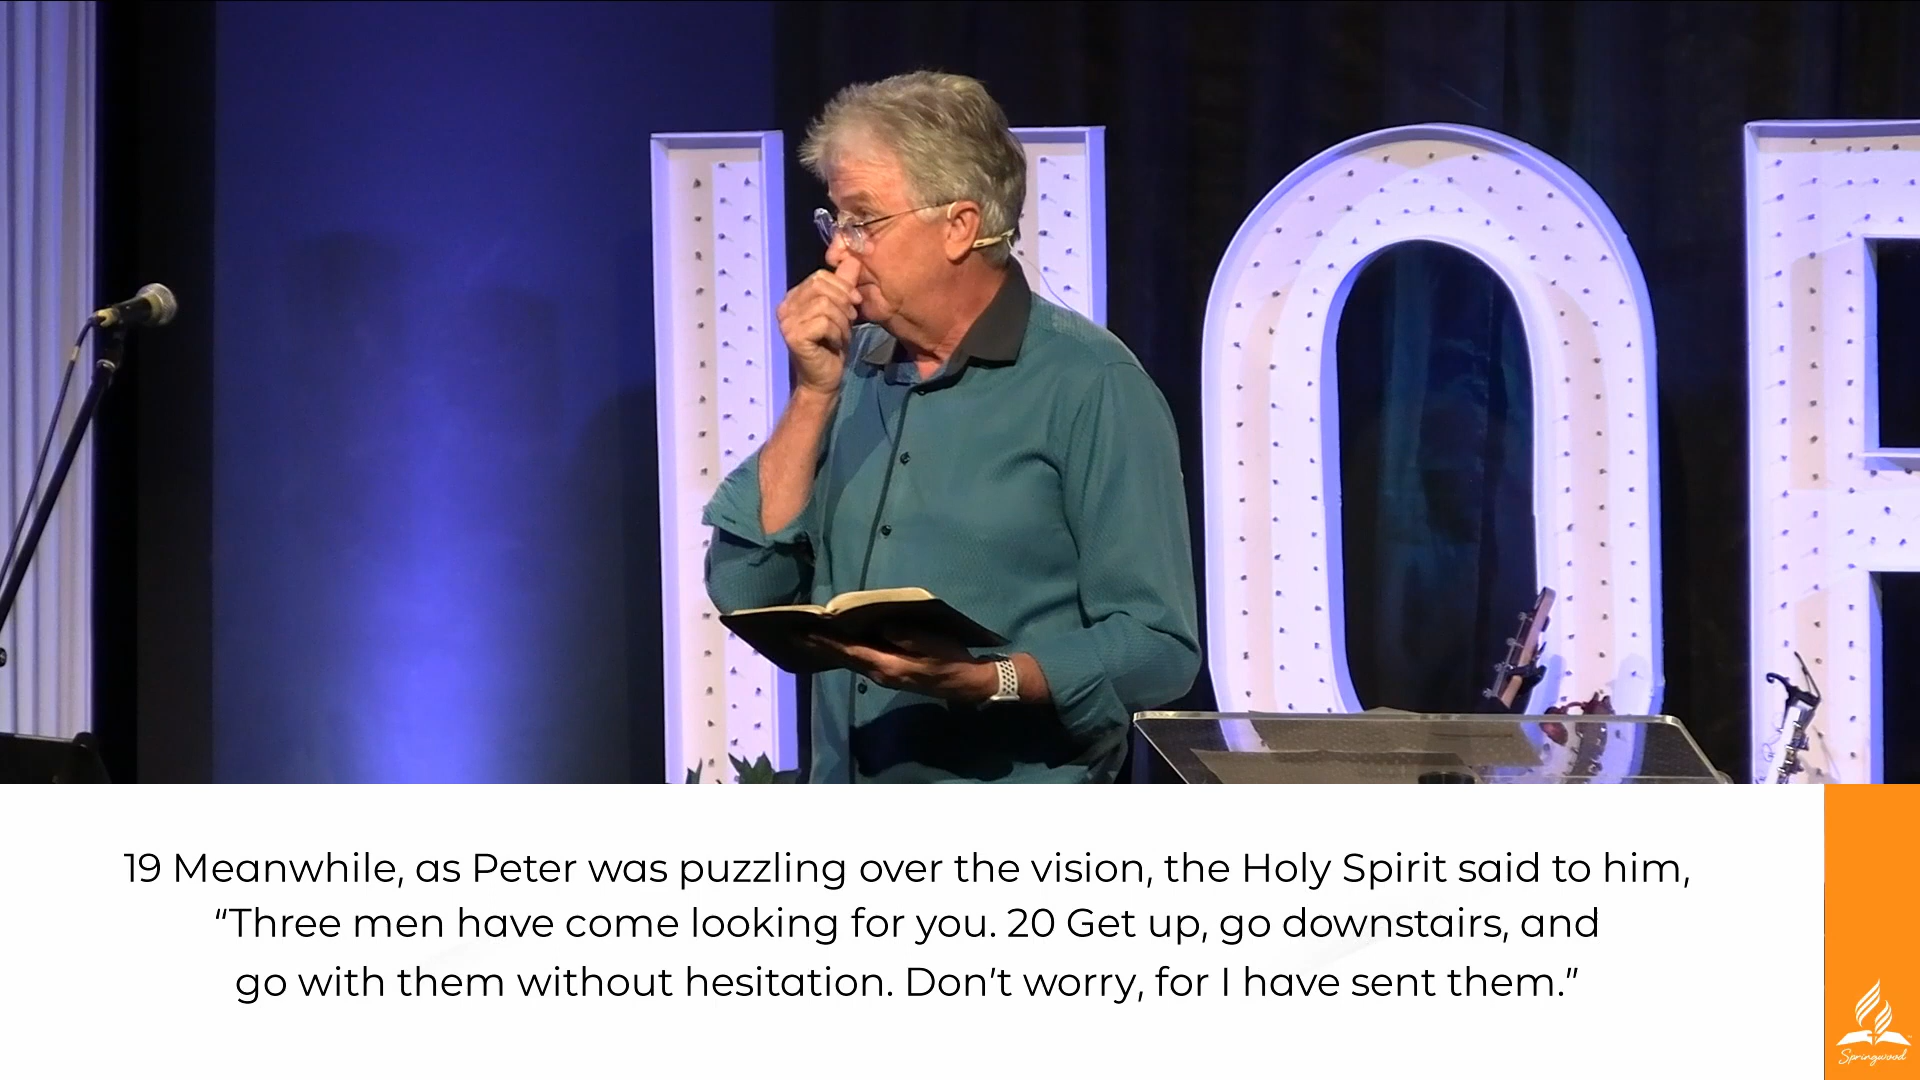 HOP
19 Meanwhile, as Peter was puzzling over the vision, the Holy Spirit said to him,
“Three men have come looking for you. 20 Get up, go downstairs, and
go with them without hesitation. Don’t worry, for I have sent them.”
Springwood